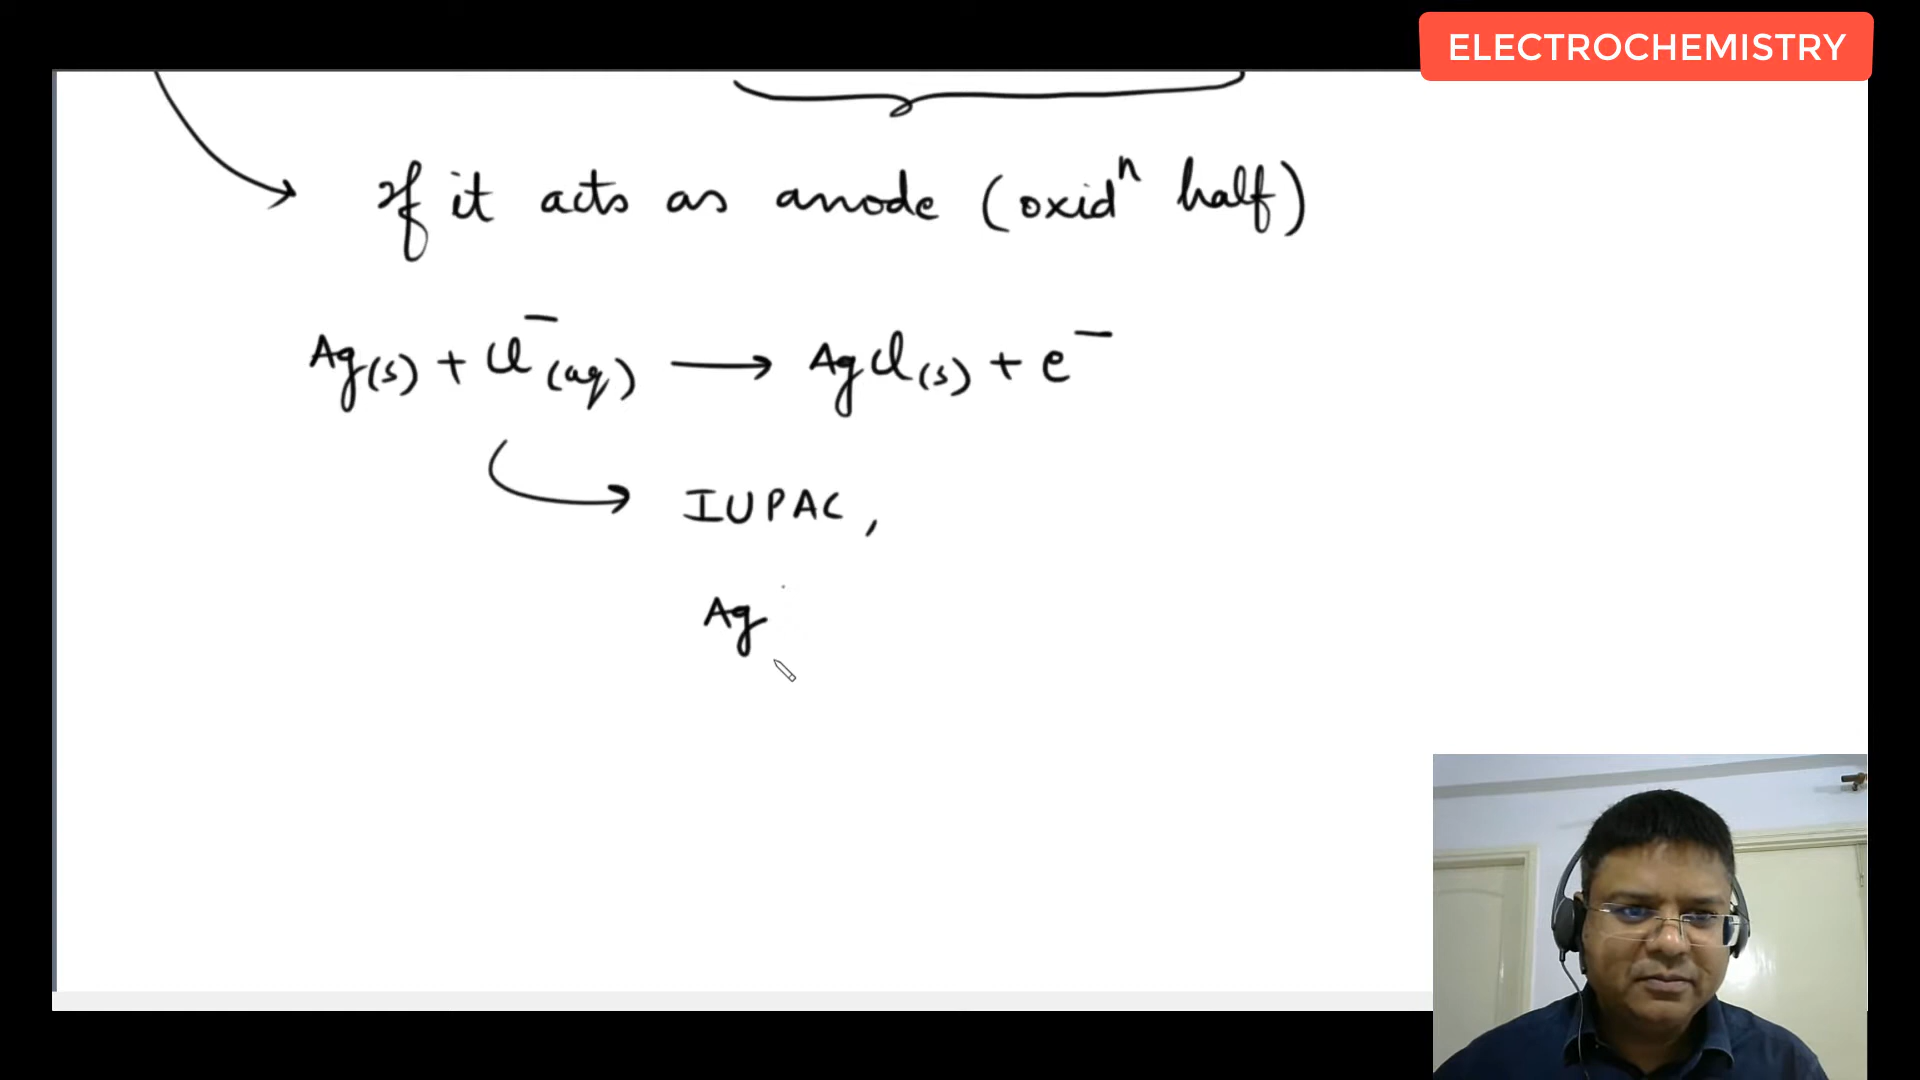 ELECTROCHEMISTRY
If it acts as anode (oxidⁿ half)
Ag(s) + Cl⁻(aq) ⟶ AgCl(s) + e⁻
IUPAC,
Ag